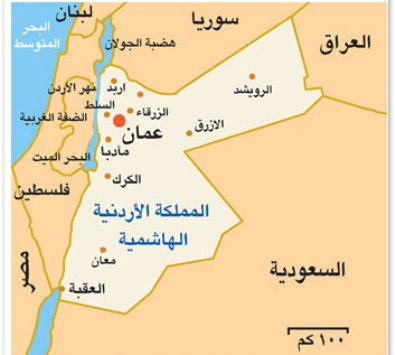 لبنان
سوريا
البحر
المتوسط
هضبة الجولان
العراق
نهر الأردن
اربد
الرويشد
السلط
الزرقاء
الضفة الغربية
عمان
الازرق
البحر الميت
مأدبا
الكرك
فلسطين
المملكة الأردنية
الهاشمية
معان
مصر
السعودية
العقبة
١٠٠ كم